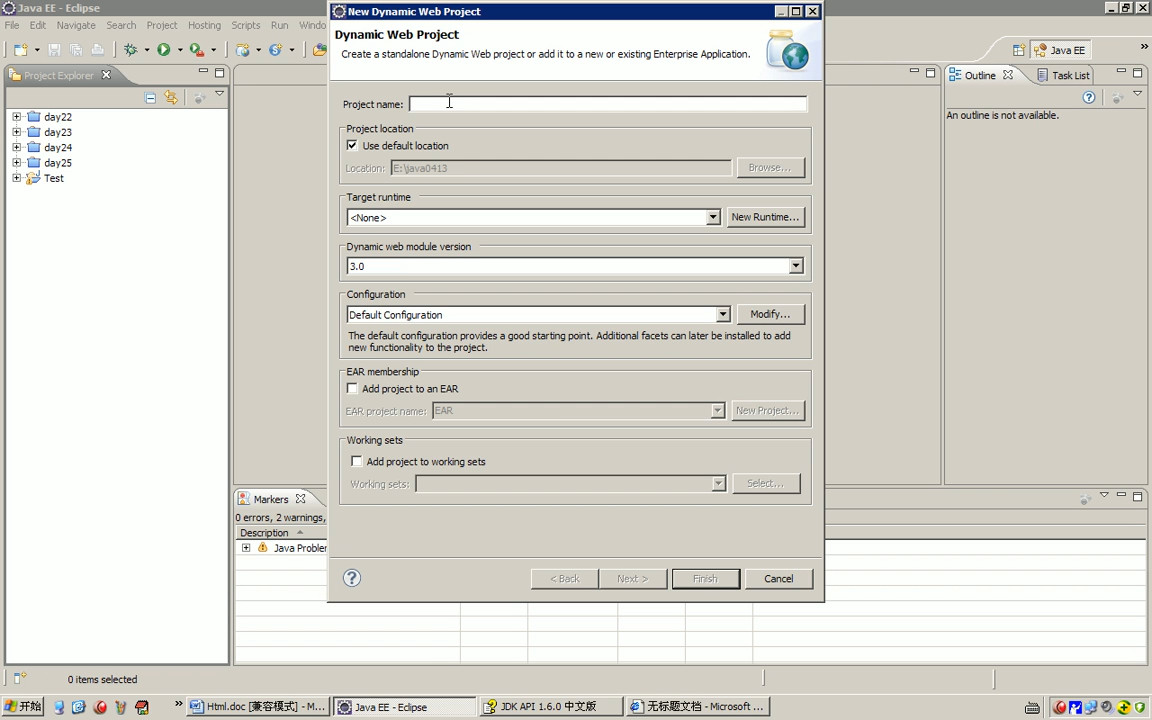 Java EE - Eclipse
File Edit Navigate Search Project Hosting Scripts Run
Java EE
Project Explorer
day22
day23
day24
day25
Test
New Dynamic Web Project
Dynamic Web Project
Create a standalone Dynamic Web project or add it to a new or existing Enterprise Application.
Project name:
Project location
Use default location
Location: E:\java0413 Browse...
Target runtime
<None> New Runtime...
Dynamic web module version
3.0
Configuration
Default Configuration Modify...
The default configuration provides a good starting point. Additional facets can later be installed to add
new functionality to the project.
EAR membership
Add project to an EAR
EAR project name: EAR New Project...
Working sets
Add project to working sets
Working sets: Select...
< Back Next > Finish Cancel
Outline Task List
An outline is not available.
Markers
0 errors, 2 warnings,
Description
Java
0 items selected
开始 Html.doc [兼容模式] - M... Java EE - Eclipse JDK API 1.6.0 中文版 无标题文档 - Microsoft ...